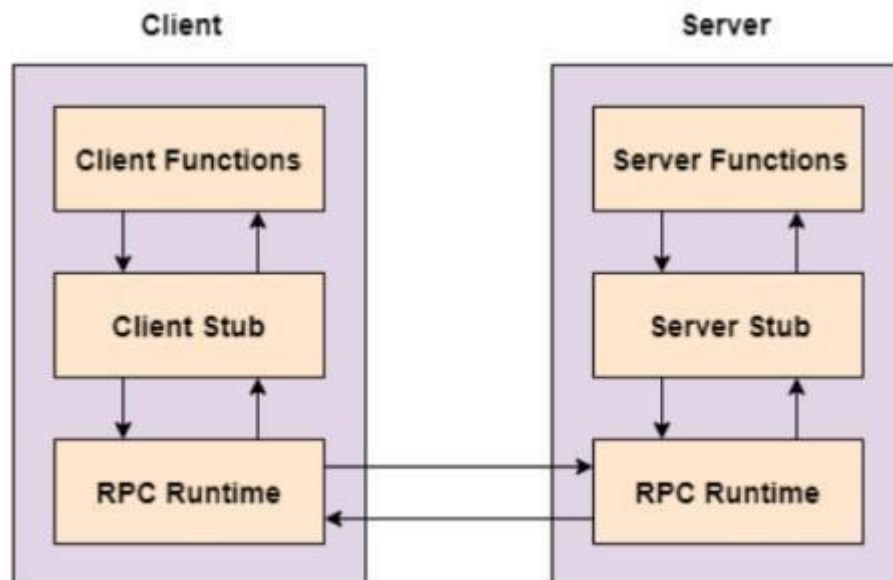 Client
Server
Client Functions
Server Functions
Client Stub
Server Stub
RPC Runtime
RPC Runtime